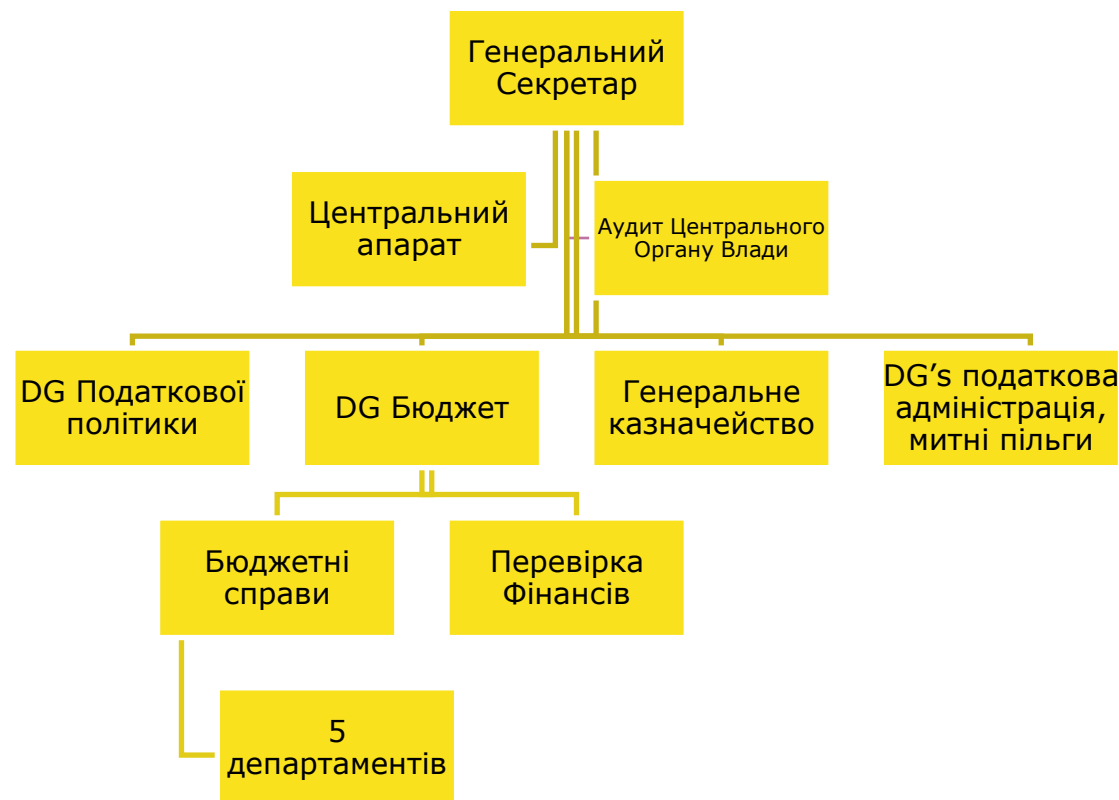 Генеральний
Секретар
Центральний
апарат
Аудит Центрального
Органу Влади
DG Податкової
політики
DG Бюджет
Генеральне
казначейство
DG’s податкова
адміністрація,
митні пільги
Бюджетні
справи
Перевірка
Фінансів
5
департаментів